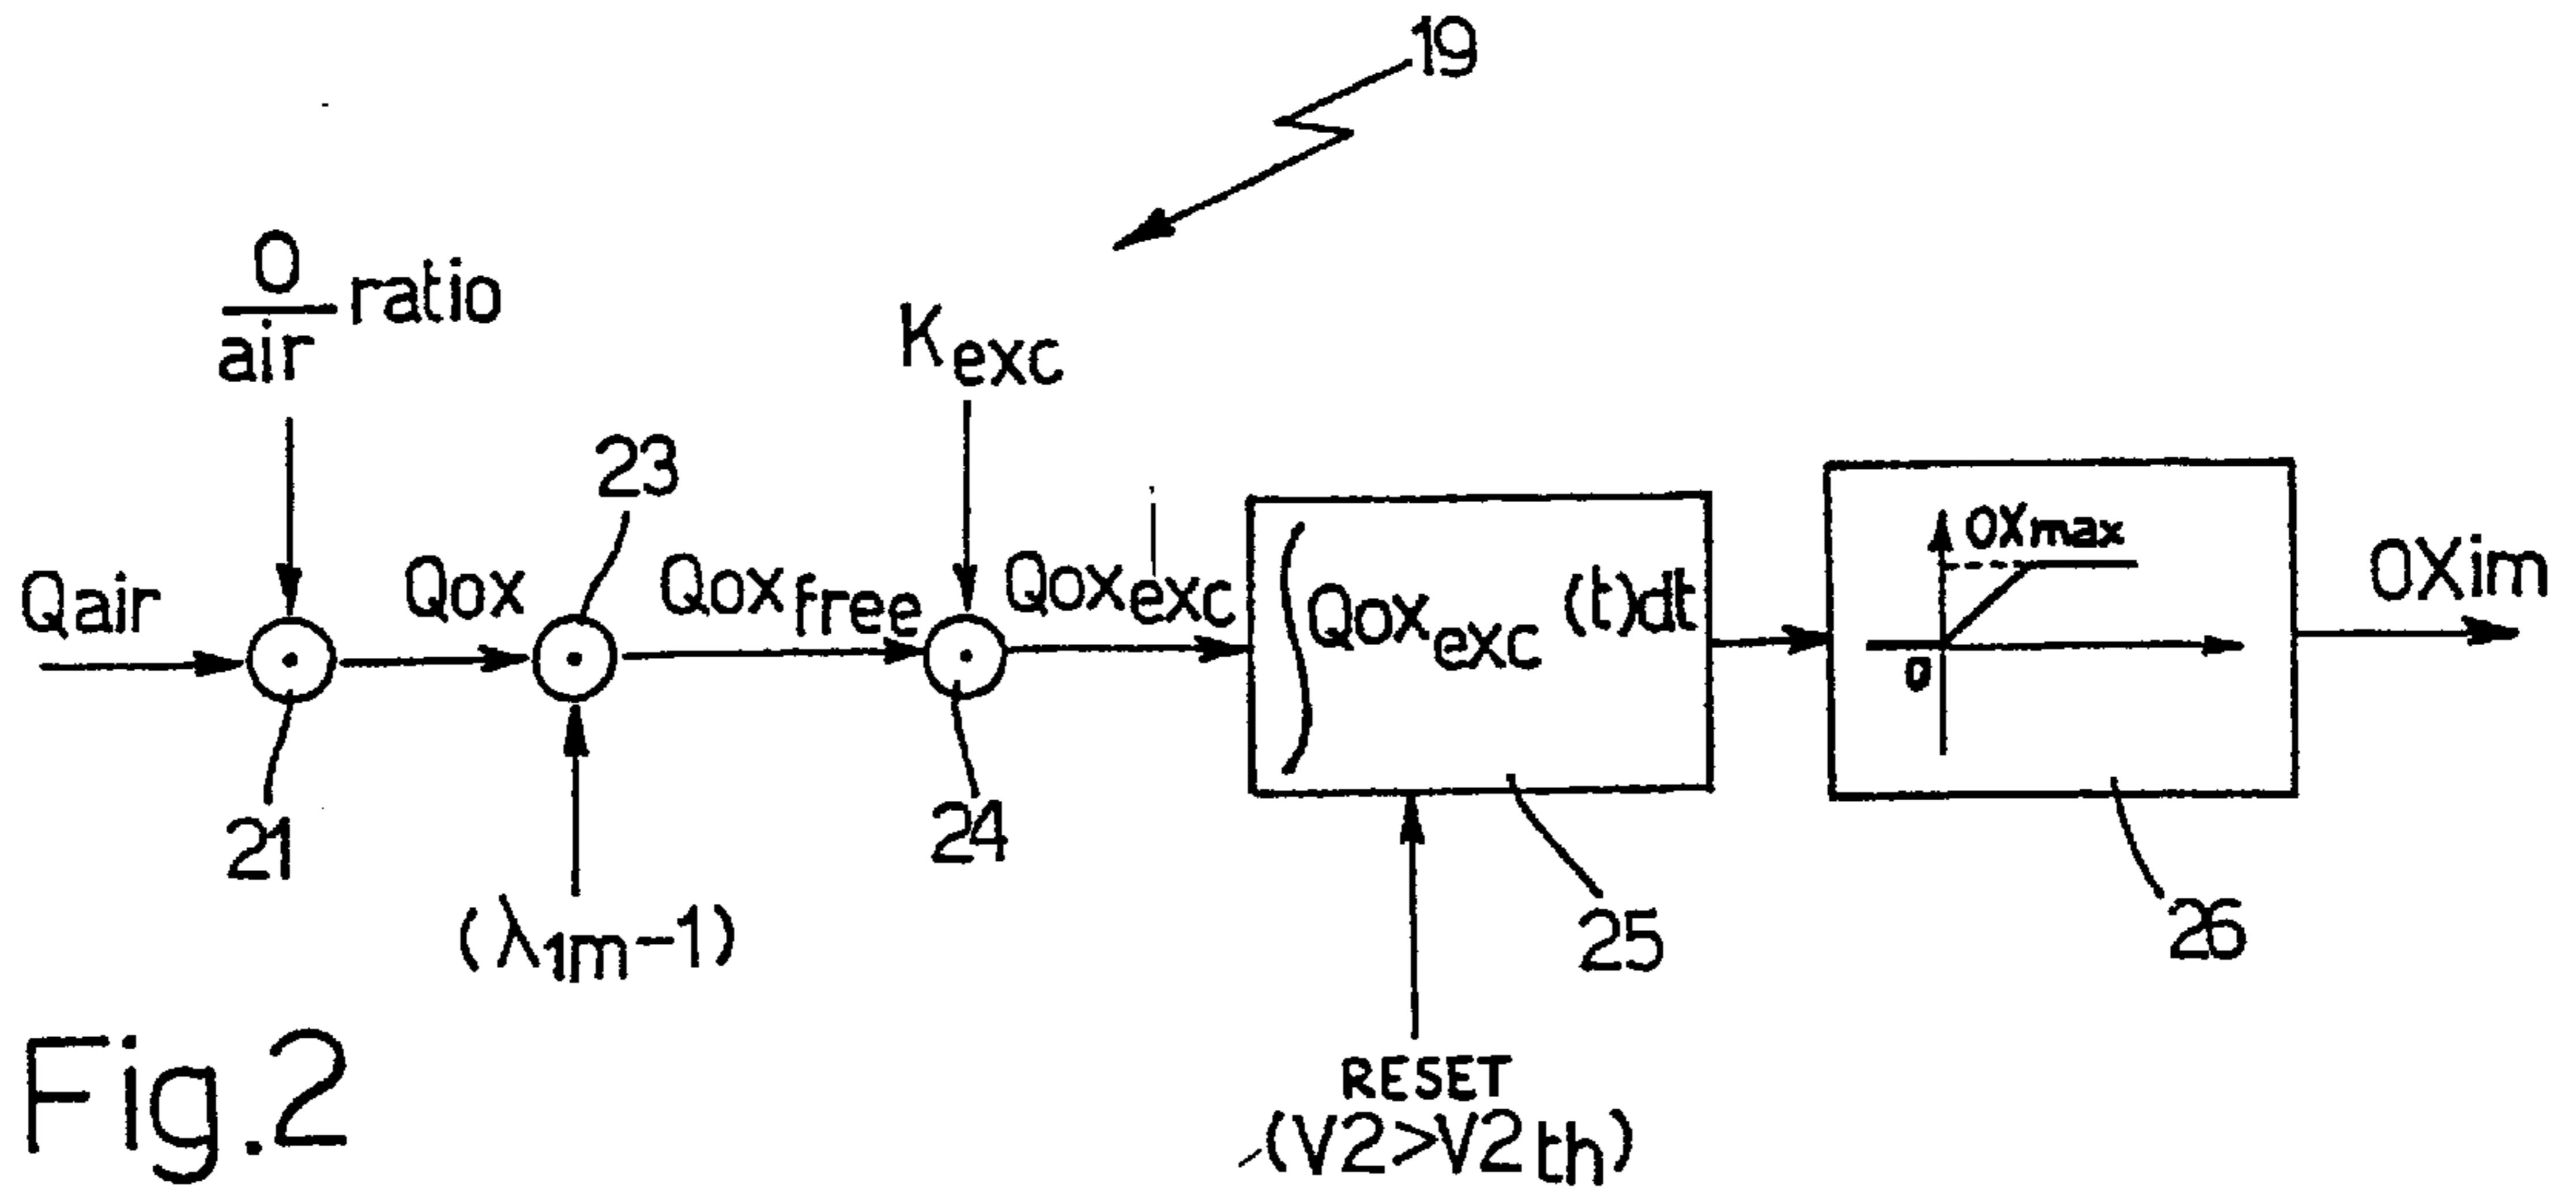 19
O
air ratio
Kexc
23
Qair
Qox
Qoxfree
Qoxexc
∫Qoxexc(t)dt
OXmax
0
OXim
21
24
(λ1m-1)
25
26
RESET
(V2>V2th)
Fig.2